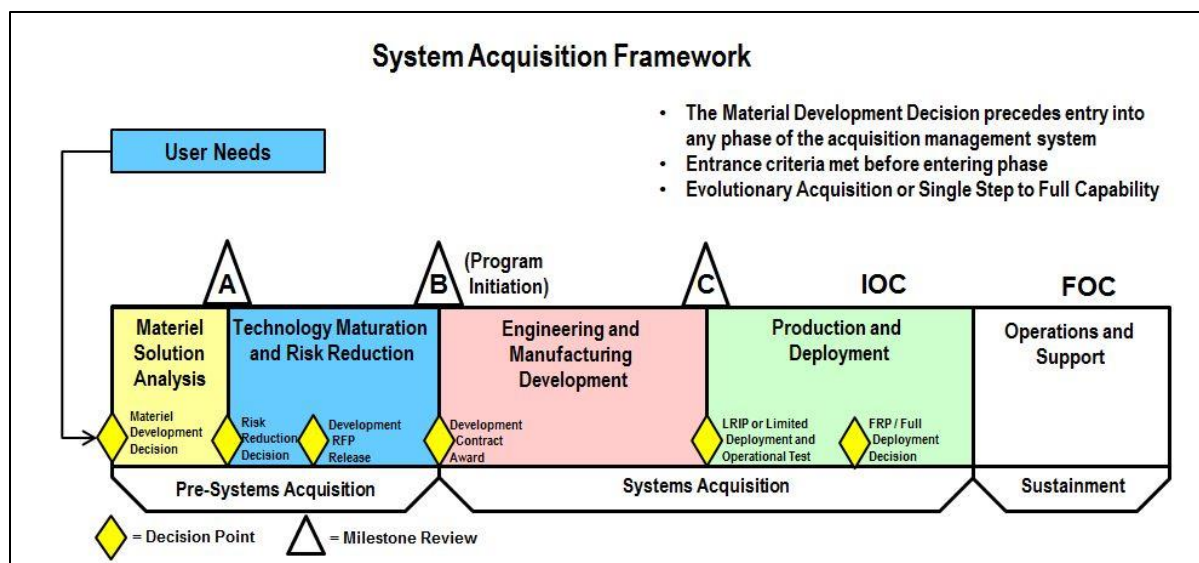 System Acquisition Framework
• The Material Development Decision precedes entry into
any phase of the acquisition management system
• Entrance criteria met before entering phase
• Evolutionary Acquisition or Single Step to Full Capability
User Needs
A
B
(Program
Initiation)
C
IOC
FOC
Materiel
Solution
Analysis
Technology Maturation
and Risk Reduction
Engineering and
Manufacturing
Development
Production and
Deployment
Operations and
Support
Materiel
Development
Decision
Risk
Reduction
Decision
Development
RFP
Release
Development
Contract
Award
LRIP or Limited
Deployment and
Operational Test
FRP / Full
Deployment
Decision
Pre-Systems Acquisition
Systems Acquisition
Sustainment
= Decision Point
= Milestone Review